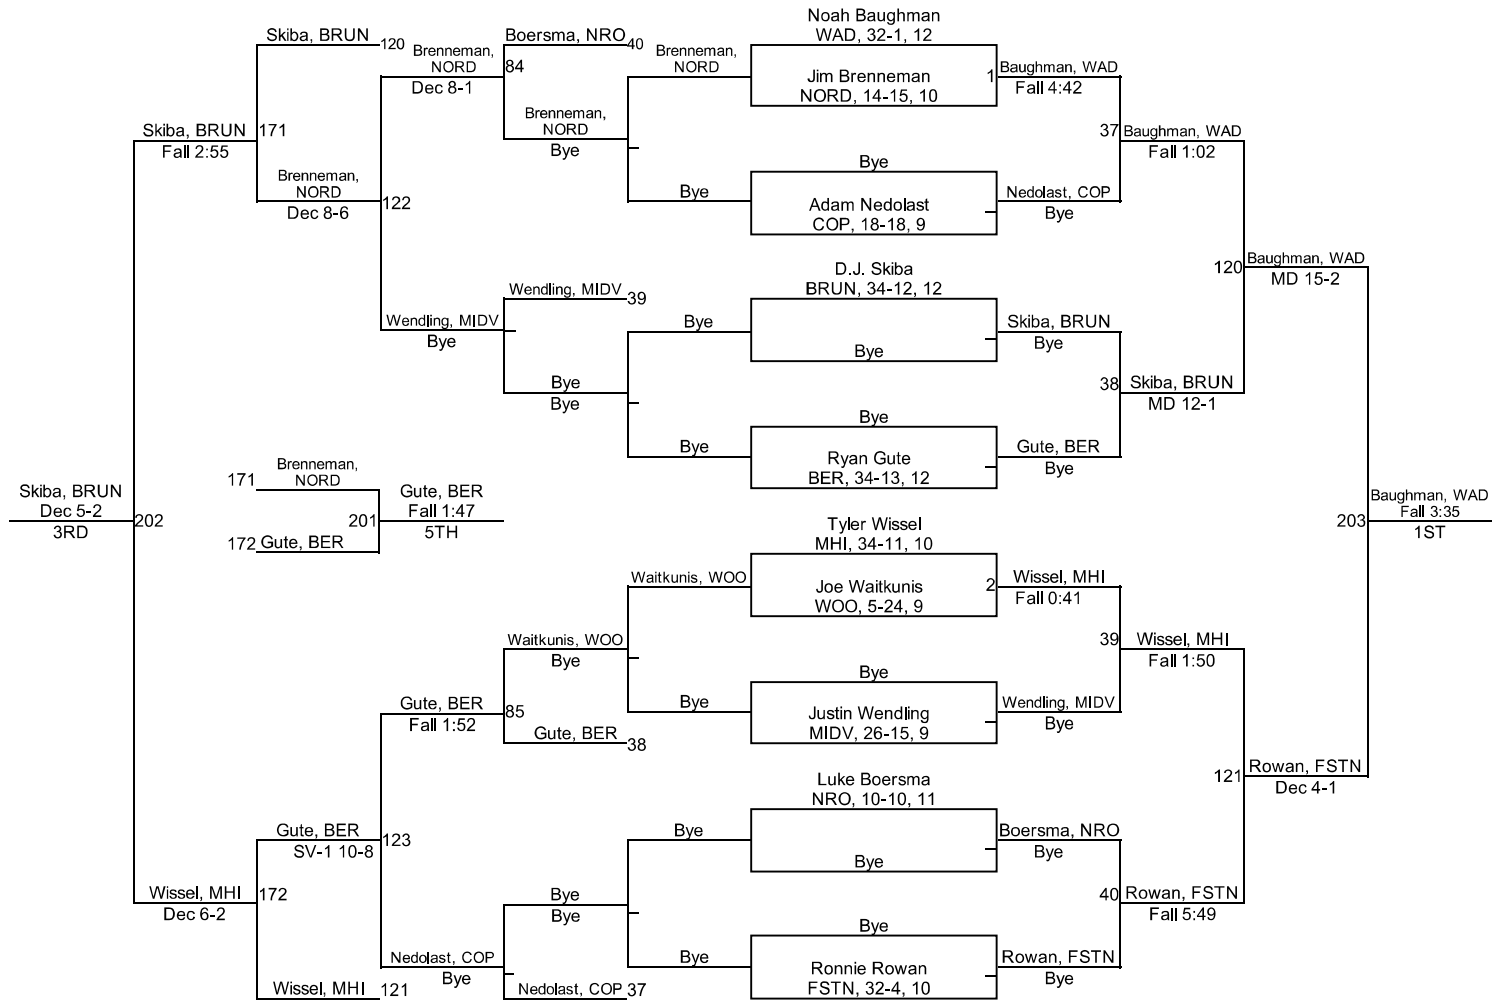 Noah Baughman
WAD, 32-1, 12
Skiba, BRUN
120
Boersma, NRO
40
Brenneman,
NORD
Dec 8-1
84
Brenneman,
NORD
Jim Brenneman
NORD, 14-15, 10
1
Baughman, WAD
Fall 4:42
Brenneman,
NORD
Bye
Skiba, BRUN
Fall 2:55
171
37
Baughman, WAD
Fall 1:02
Bye
Brenneman,
NORD
Dec 8-6
122
Bye
Adam Nedolast
COP, 18-18, 9
Nedolast, COP
Bye
D.J. Skiba
BRUN, 34-12, 12
120
Baughman, WAD
MD 15-2
Wendling, MIDV
39
Wendling, MIDV
Bye
Bye
Bye
Skiba, BRUN
Bye
Bye
Bye
38
Skiba, BRUN
MD 12-1
Bye
Bye
Ryan Gute
BER, 34-13, 12
Gute, BER
Bye
171
Brenneman,
NORD
Skiba, BRUN
Dec 5-2
3RD
202
201
Gute, BER
Fall 1:47
5TH
172
Gute, BER
203
Baughman, WAD
Fall 3:35
1ST
Tyler Wissel
MHI, 34-11, 10
Waitkunis, WOO
Joe Waitkunis
WOO, 5-24, 9
2
Wissel, MHI
Fall 0:41
Waitkunis, WOO
Bye
39
Wissel, MHI
Fall 1:50
Bye
Gute, BER
Fall 1:52
85
Bye
Justin Wendling
MIDV, 26-15, 9
Wendling, MIDV
Bye
Gute, BER
38
Luke Boersma
NRO, 10-10, 11
121
Rowan, FSTN
Dec 4-1
Gute, BER
SV-1 10-8
123
Bye
Bye
Boersma, NRO
Bye
Wissel, MHI
Dec 6-2
172
Bye
Bye
40
Rowan, FSTN
Fall 5:49
Bye
Nedolast, COP
Bye
Bye
Ronnie Rowan
FSTN, 32-4, 10
Rowan, FSTN
Bye
Wissel, MHI
121
Nedolast, COP
37